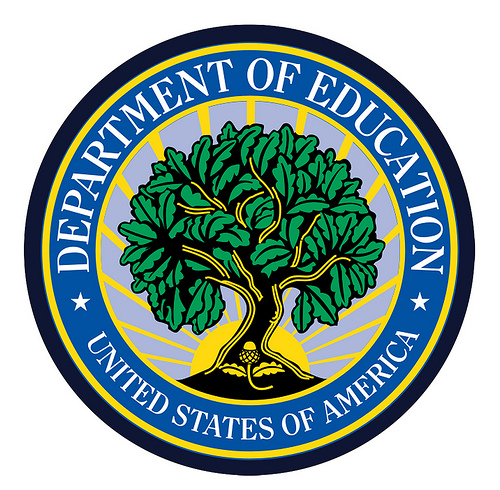 DEPARTMENT OF EDUCATION
UNITED STATES OF AMERICA